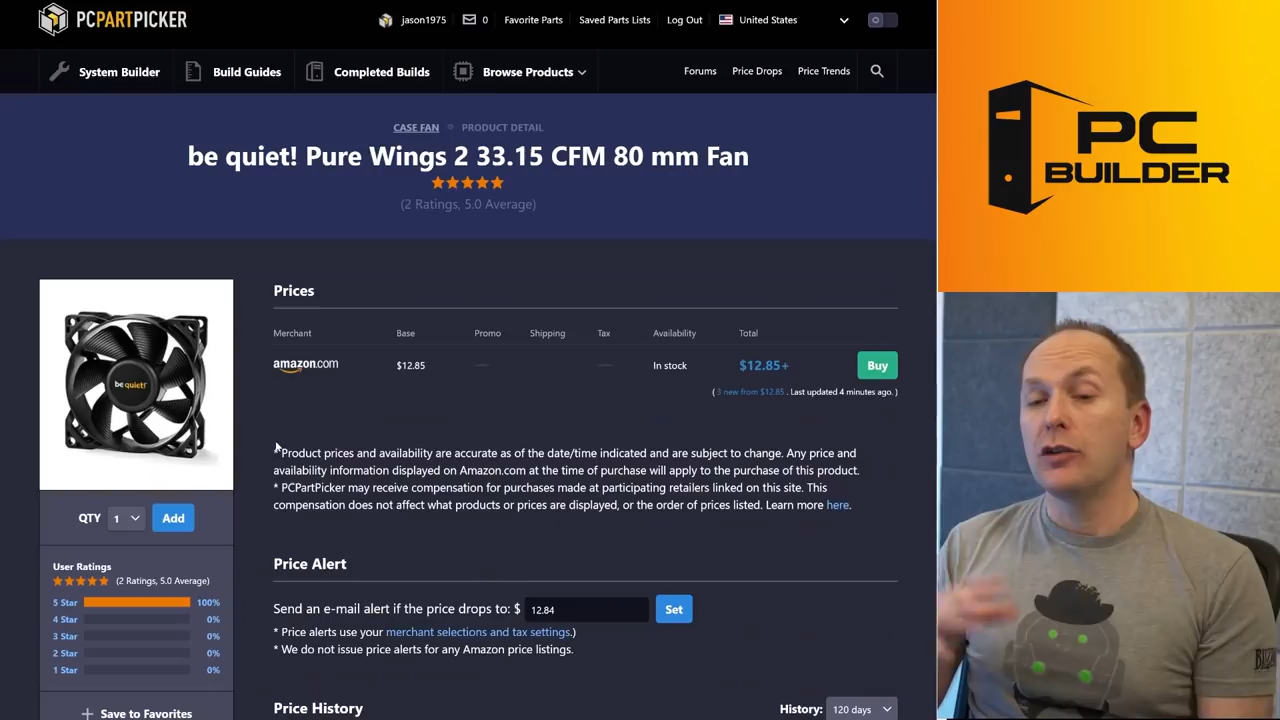 PCPARTPICKER
jason1975
0
Favorite Parts
Saved Parts Lists
Log Out
United States
System Builder
Build Guides
Completed Builds
Browse Products
Forums
Price Drops
Price Trends
CASE FAN
PRODUCT DETAIL
be quiet! Pure Wings 2 33.15 CFM 80 mm Fan
(2 Ratings, 5.0 Average)
be quiet!
QTY 1 Add
User Ratings
(2 Ratings, 5.0 Average)
5 Star 100%
4 Star 0%
3 Star 0%
2 Star 0%
1 Star 0%
+ Save to Favorites
Prices
Merchant Base Promo Shipping Tax Availability Total
amazon.com $12.85 — — In stock $12.85+ Buy
( 3 new from $12.85. Last updated 4 minutes ago. )
*Product prices and availability are accurate as of the date/time indicated and are subject to change. Any price and
availability information displayed on Amazon.com at the time of purchase will apply to the purchase of this product.
* PCPartPicker may receive compensation for purchases made at participating retailers linked on this site. This
compensation does not affect what products or prices are displayed, or the order of prices listed. Learn more here.
Price Alert
Send an e-mail alert if the price drops to: $ 12.84 Set
* Price alerts use your merchant selections and tax settings.)
* We do not issue price alerts for any Amazon price listings.
Price History
History: 120 days
PC
BUILDER